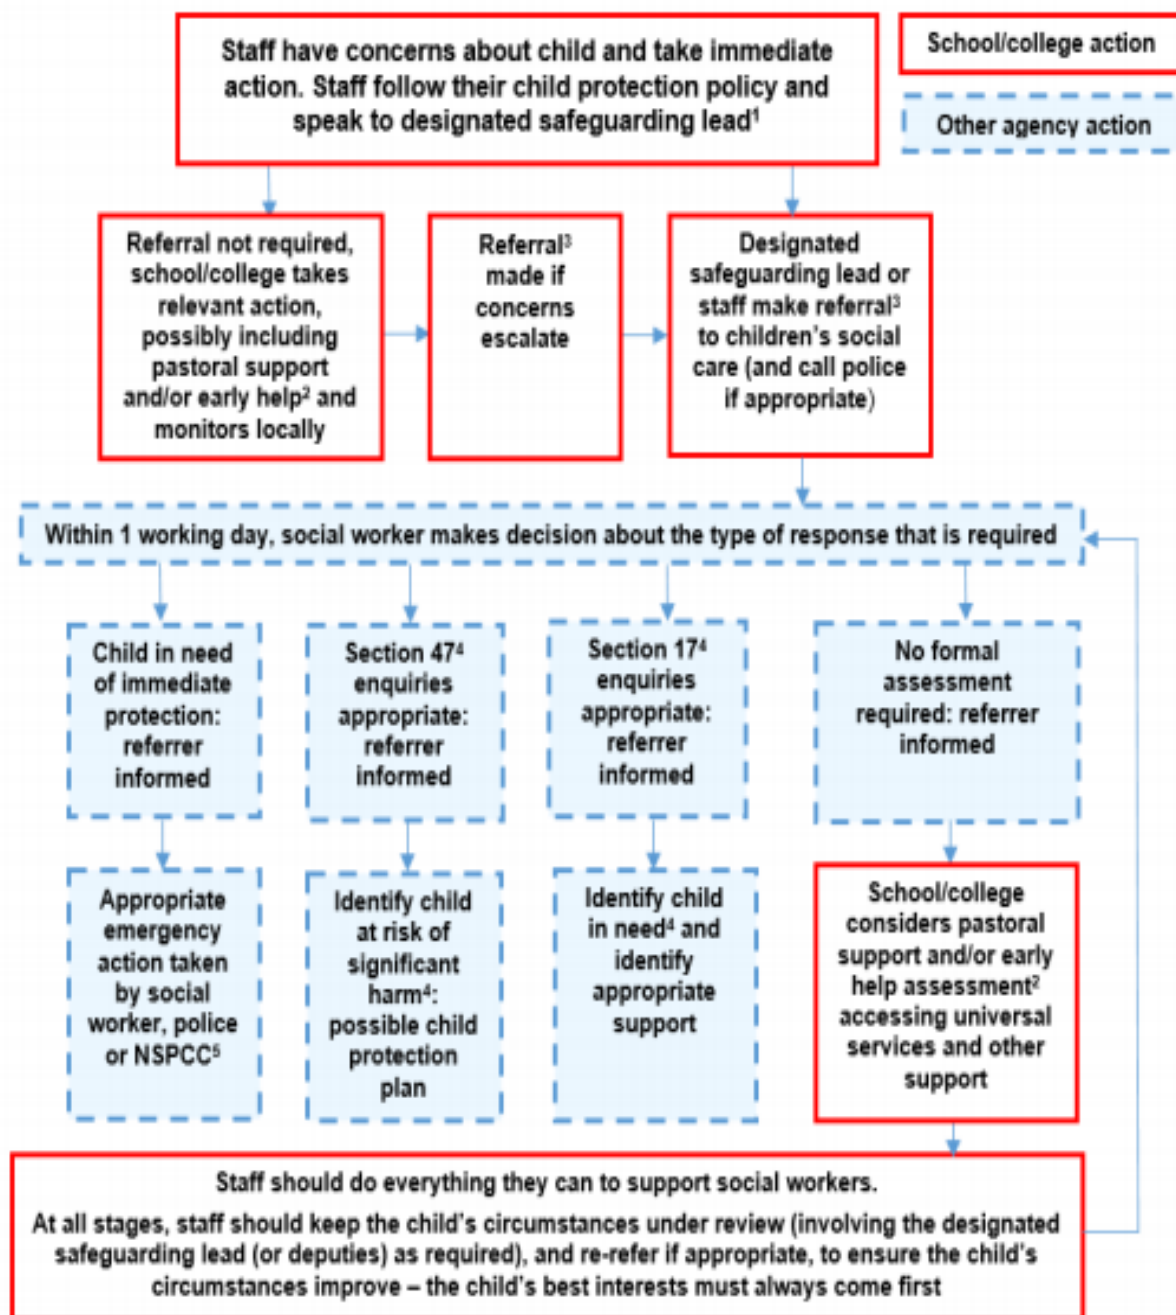 Staff have concerns about child and take immediate
action. Staff follow their child protection policy and
speak to designated safeguarding lead¹
School/college action
Other agency action
Referral not required,
school/college takes
relevant action,
possibly including
pastoral support
and/or early help² and
monitors locally
Referral³
made if
concerns
escalate
Designated
safeguarding lead or
staff make referral³
to children's social
care (and call police
if appropriate)
Within 1 working day, social worker makes decision about the type of response that is required
Child in need
of immediate
protection:
referrer
informed
Section 47⁴
enquiries
appropriate:
referrer
informed
Section 17⁴
enquiries
appropriate:
referrer
informed
No formal
assessment
required: referrer
informed
Appropriate
emergency
action taken
by social
worker, police
or NSPCC⁵
Identify child
at risk of
significant
harm⁴:
possible child
protection
plan
Identify child
in need⁴ and
identify
appropriate
support
School/college
considers pastoral
support and/or early
help assessment²
accessing universal
services and other
support
Staff should do everything they can to support social workers.
At all stages, staff should keep the child's circumstances under review (involving the designated
safeguarding lead (or deputies) as required), and re-refer if appropriate, to ensure the child's
circumstances improve – the child's best interests must always come first